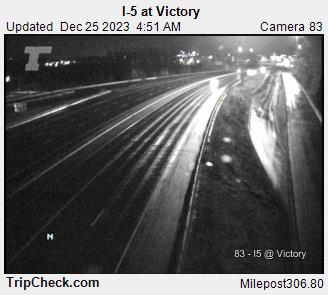 I-5 at Victory
Updated Dec 25 2023 4:51 AM Camera 83
T
N
83 - I5 @ Victory
TripCheck.com Milepost306.80